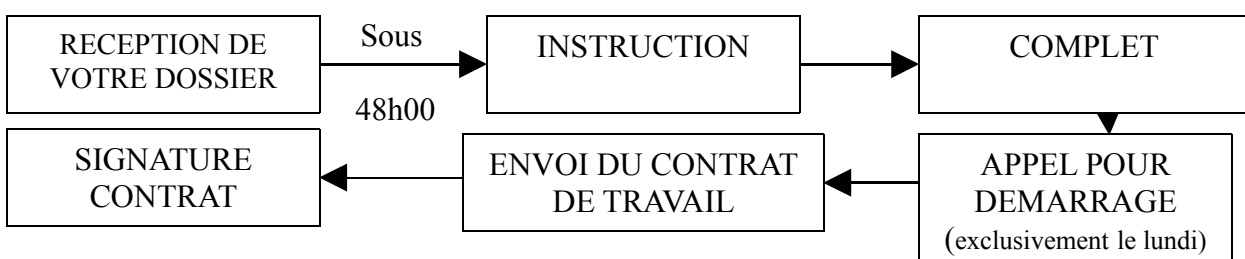 RECEPTION DE
VOTRE DOSSIER
Sous
48h00
INSTRUCTION
COMPLET
APPEL POUR
DEMARRAGE
(exclusivement le lundi)
ENVOI DU CONTRAT
DE TRAVAIL
SIGNATURE
CONTRAT